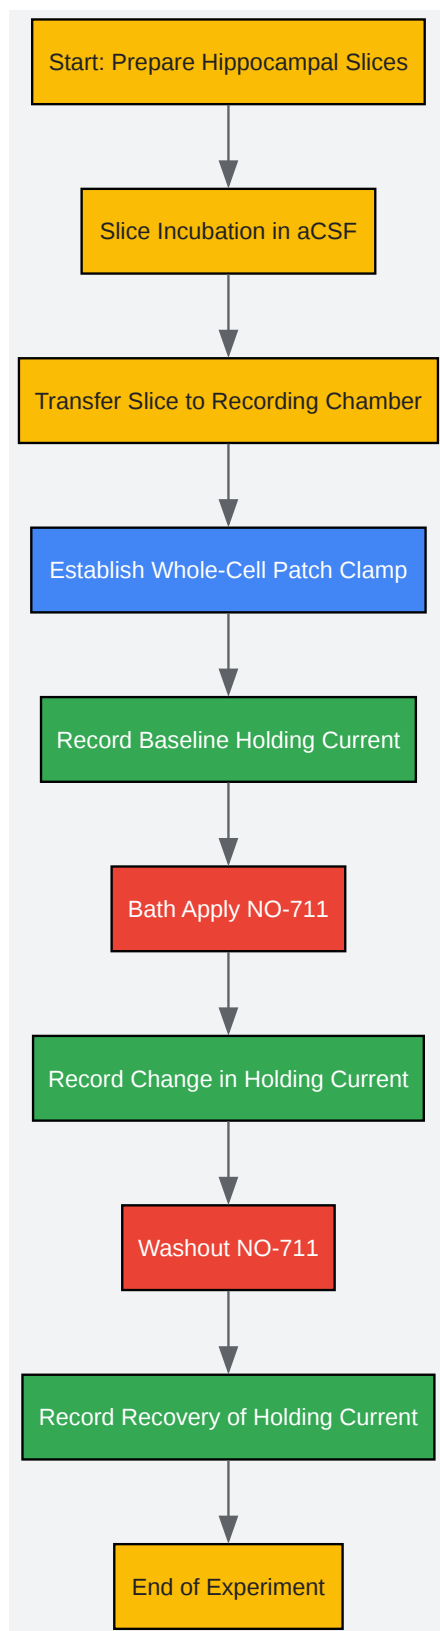 Start: Prepare Hippocampal Slices
Slice Incubation in aCSF
Transfer Slice to Recording Chamber
Establish Whole-Cell Patch Clamp
Record Baseline Holding Current
Bath Apply NO-711
Record Change in Holding Current
Washout NO-711
Record Recovery of Holding Current
End of Experiment